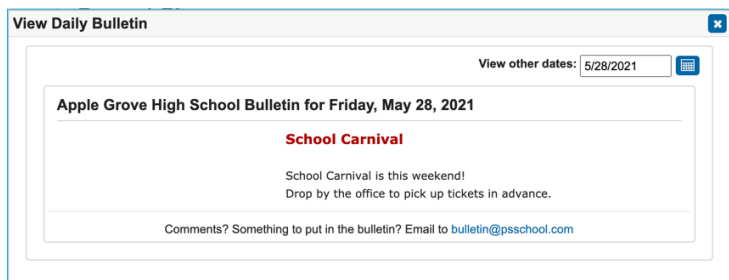 View Daily Bulletin
View other dates: 5/28/2021
Apple Grove High School Bulletin for Friday, May 28, 2021
School Carnival
School Carnival is this weekend!
Drop by the office to pick up tickets in advance.
Comments? Something to put in the bulletin? Email to bulletin@psschool.com